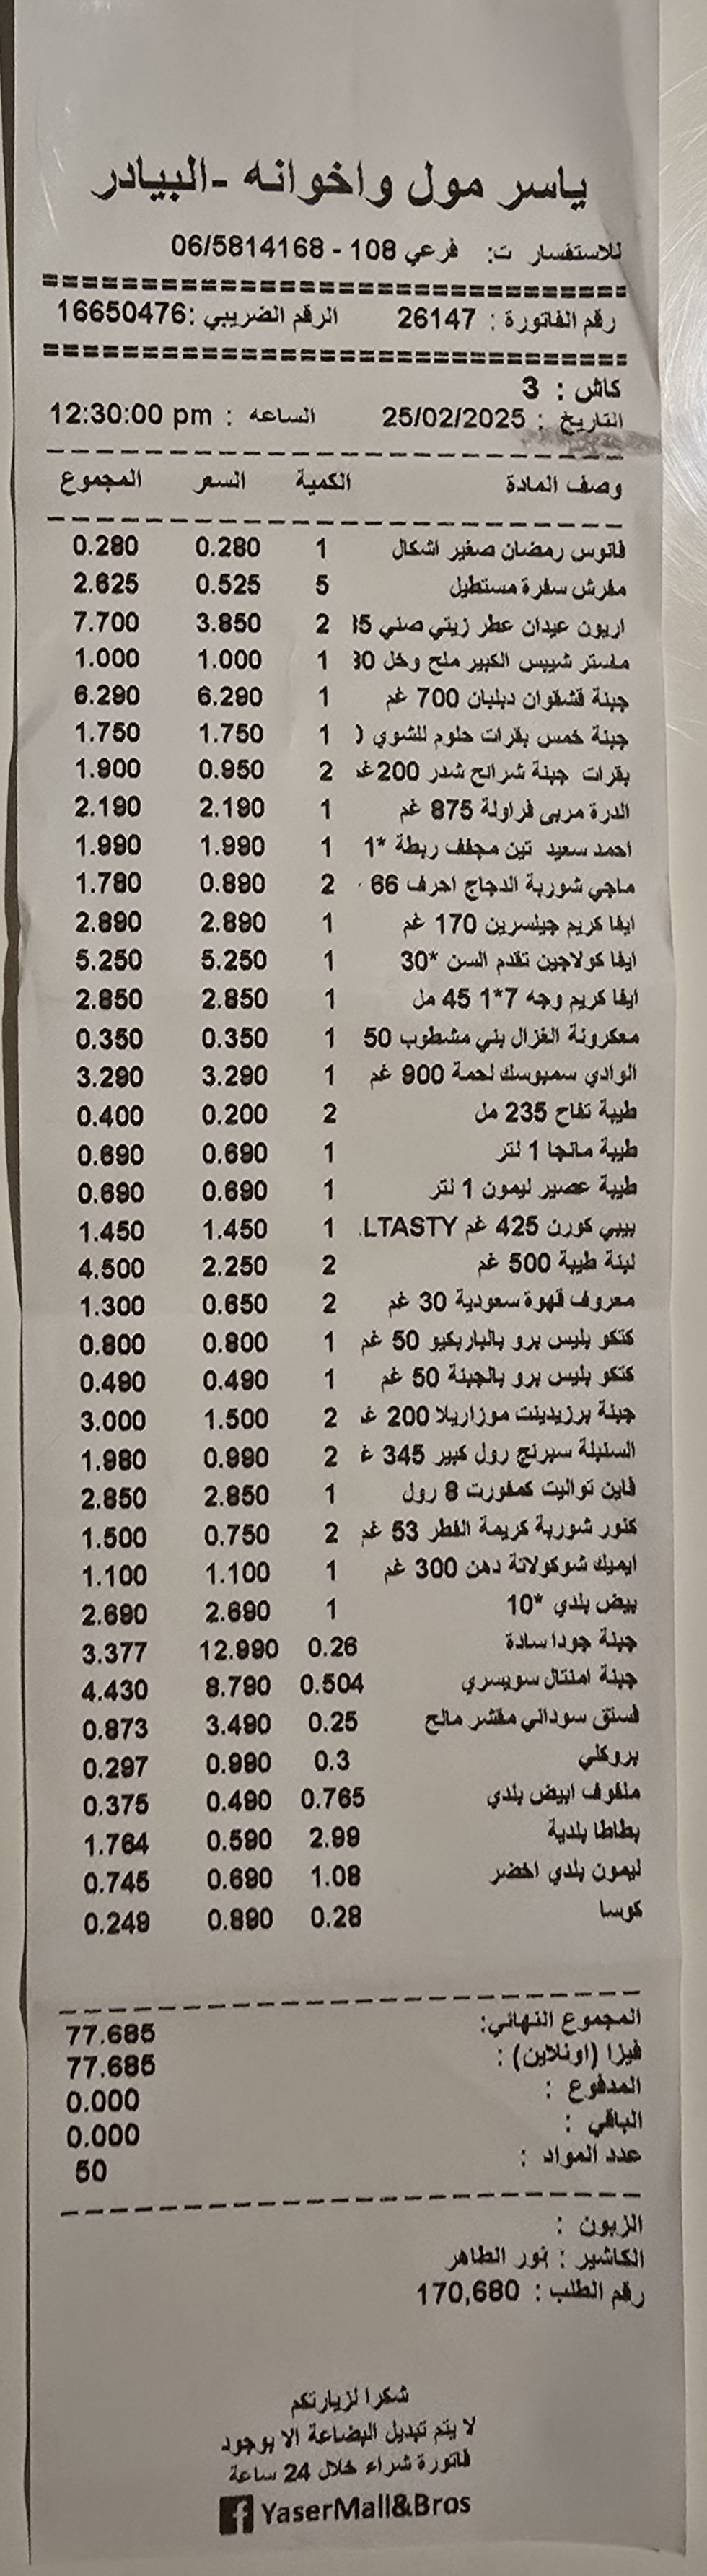 ياسر مول واخوانه -البيادر
للاستفسار ت: فرعي 108 - 06/5814168
================================
رقم الفاتورة : 26147 الرقم الضريبي :16650476
================================
كاش : 3
التاريخ : 25/02/2025 الساعه : 12:30:00 pm
وصف المادة الكمية السعر المجموع
فانوس رمضان صغير اشكال 1 0.280 0.280
مفرش سفرة مستطيل 5 0.525 2.625
اريون عيدان عطر زيتي صني 85 2 3.850 7.700
ماستر شيبس الكبير ملح وخل 80 1 1.000 1.000
جبنة قشقوان دبلبان 700 غم 1 6.290 6.290
جبنة خمس بقرات حلوم للشوي 1 1.750 1.750
بقرات جبنة شرائح شدر 200غ 2 0.950 1.900
الدرة مربى فراولة 875 غم 1 2.190 2.190
احمد سعيد تين مجفف ربطة *1 1 1.990 1.990
ماجي شوربة الدجاج احرف 66 2 0.890 1.780
ايفا كريم جيلسرين 170 غم 1 2.890 2.890
ايفا كولاجين تقدم السن *30 1 5.250 5.250
ايفا كريم وجه 7*1 45 مل 1 2.850 2.850
معكرونة الغزال بني مشطوب 50 1 0.350 0.350
الوادي سمبوسك لحمة 900 غم 1 3.290 3.290
طيبة تفاح 235 مل 2 0.200 0.400
طيبة مانجا 1 لتر 1 0.690 0.690
طيبة عصير ليمون 1 لتر 1 0.690 0.690
بيبي كورن 425 غم LTASTY. 1 1.450 1.450
لبنة طيبة 500 غم 2 2.250 4.500
معروف قهوة سعودية 30 غم 2 0.650 1.300
كتكو بليس برو بالباربكيو 50 غم 1 0.800 0.800
كتكو بليس برو بالجبنة 50 غم 1 0.490 0.490
جبنة برزيدينت موزاريلا 200 غ 2 1.500 3.000
السنبلة سبرنج رول كبير 345 غ 2 0.990 1.980
فاين تواليت كمفورت 8 رول 1 2.850 2.850
كنور شوربة كريمة الفطر 53 غم 2 0.750 1.500
ايميك شوكولاتة دهن 300 غم 1 1.100 1.100
بيض بلدي *10 1 2.690 2.690
جبنة جودا سادة 0.26 12.990 3.377
جبنة امنتال سويسري 0.504 8.790 4.430
فستق سوداني مقشر مالح 0.25 3.490 0.873
بروكلي 0.3 0.990 0.297
ملفوف ابيض بلدي 0.765 0.490 0.375
بطاطا بلدية 2.99 0.590 1.764
ليمون بلدي اخضر 1.08 0.690 0.745
كوسا 0.28 0.890 0.249
المجموع النهائي: 77.685
فيزا (اونلاين) : 77.685
المدفوع : 0.000
الباقي : 0.000
عدد المواد : 50
الزبون :
الكاشير : نور الطاهر
رقم الطلب : 170,680
شكرا لزيارتكم
لا يتم تبديل البضاعة الا بوجود
فاتورة شراء خلال 24 ساعة
YaserMall&Bros